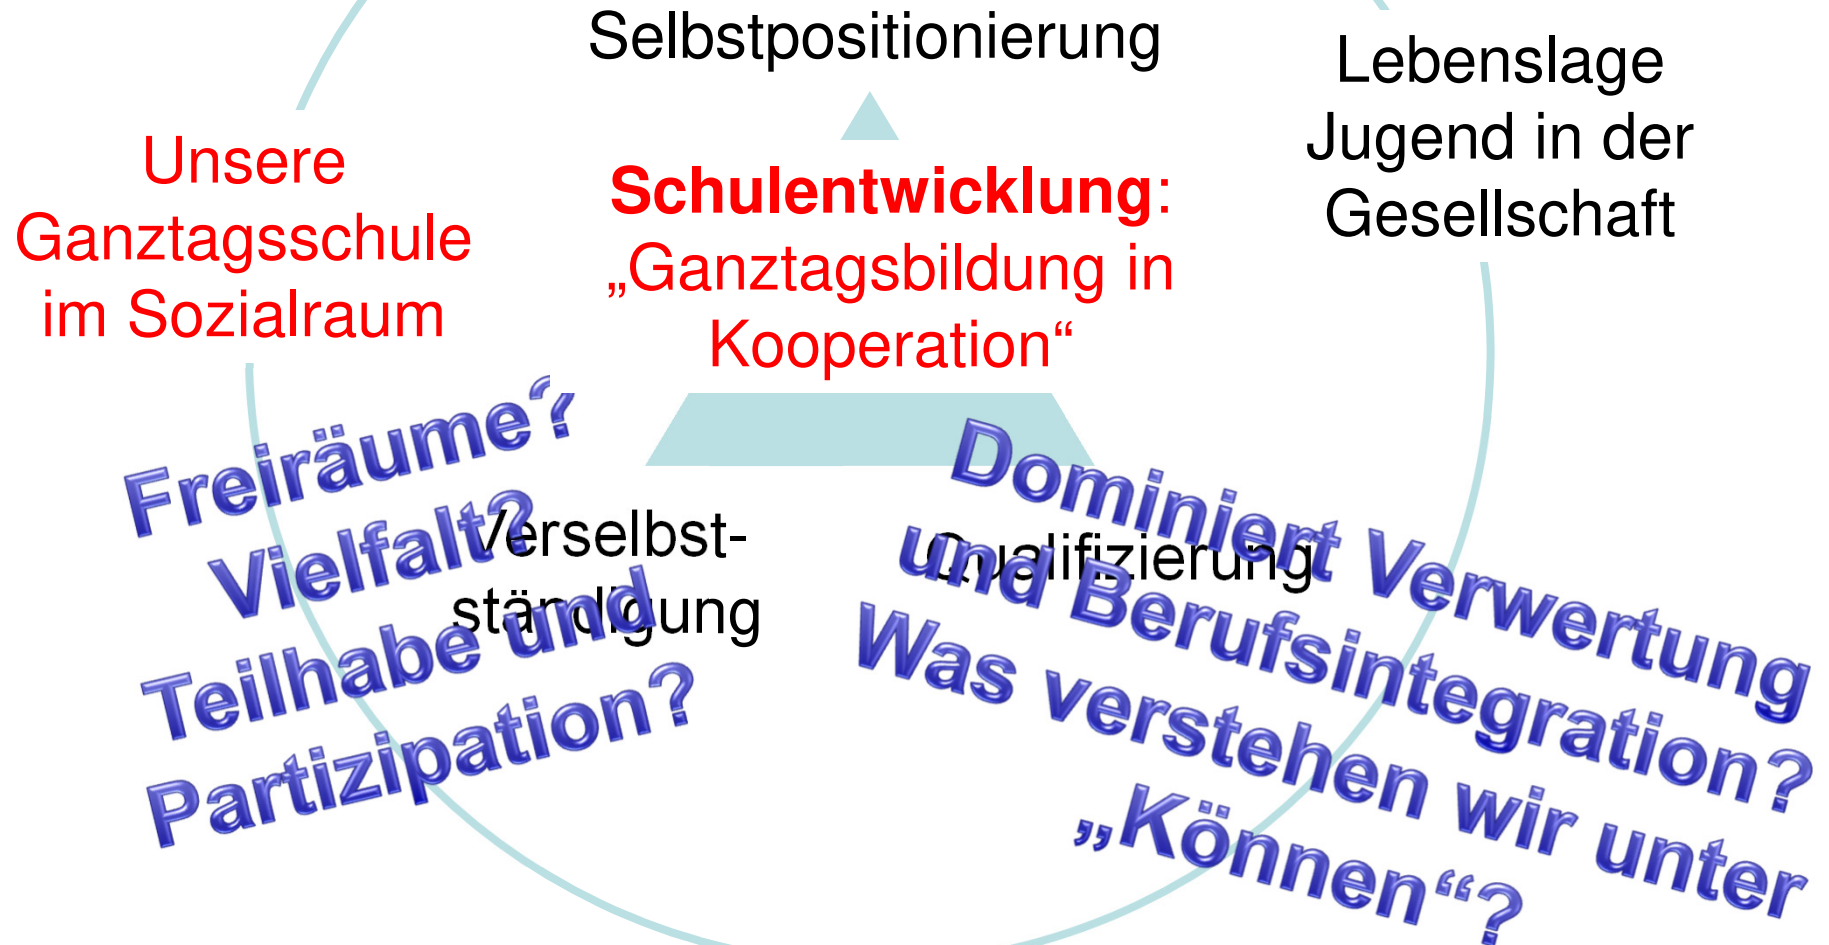 Selbstpositionierung
Lebenslage
Jugend in der
Gesellschaft
Unsere
Ganztagsschule
im Sozialraum
Schulentwicklung:
„Ganztagsbildung in
Kooperation“
Freiräume?
Vielfalt?
Teilhabe und
Partizipation?
Verselbst-
ständigung
Qualifizierung
Dominiert Verwertung
und Berufsintegration?
Was verstehen wir unter
„Können“?